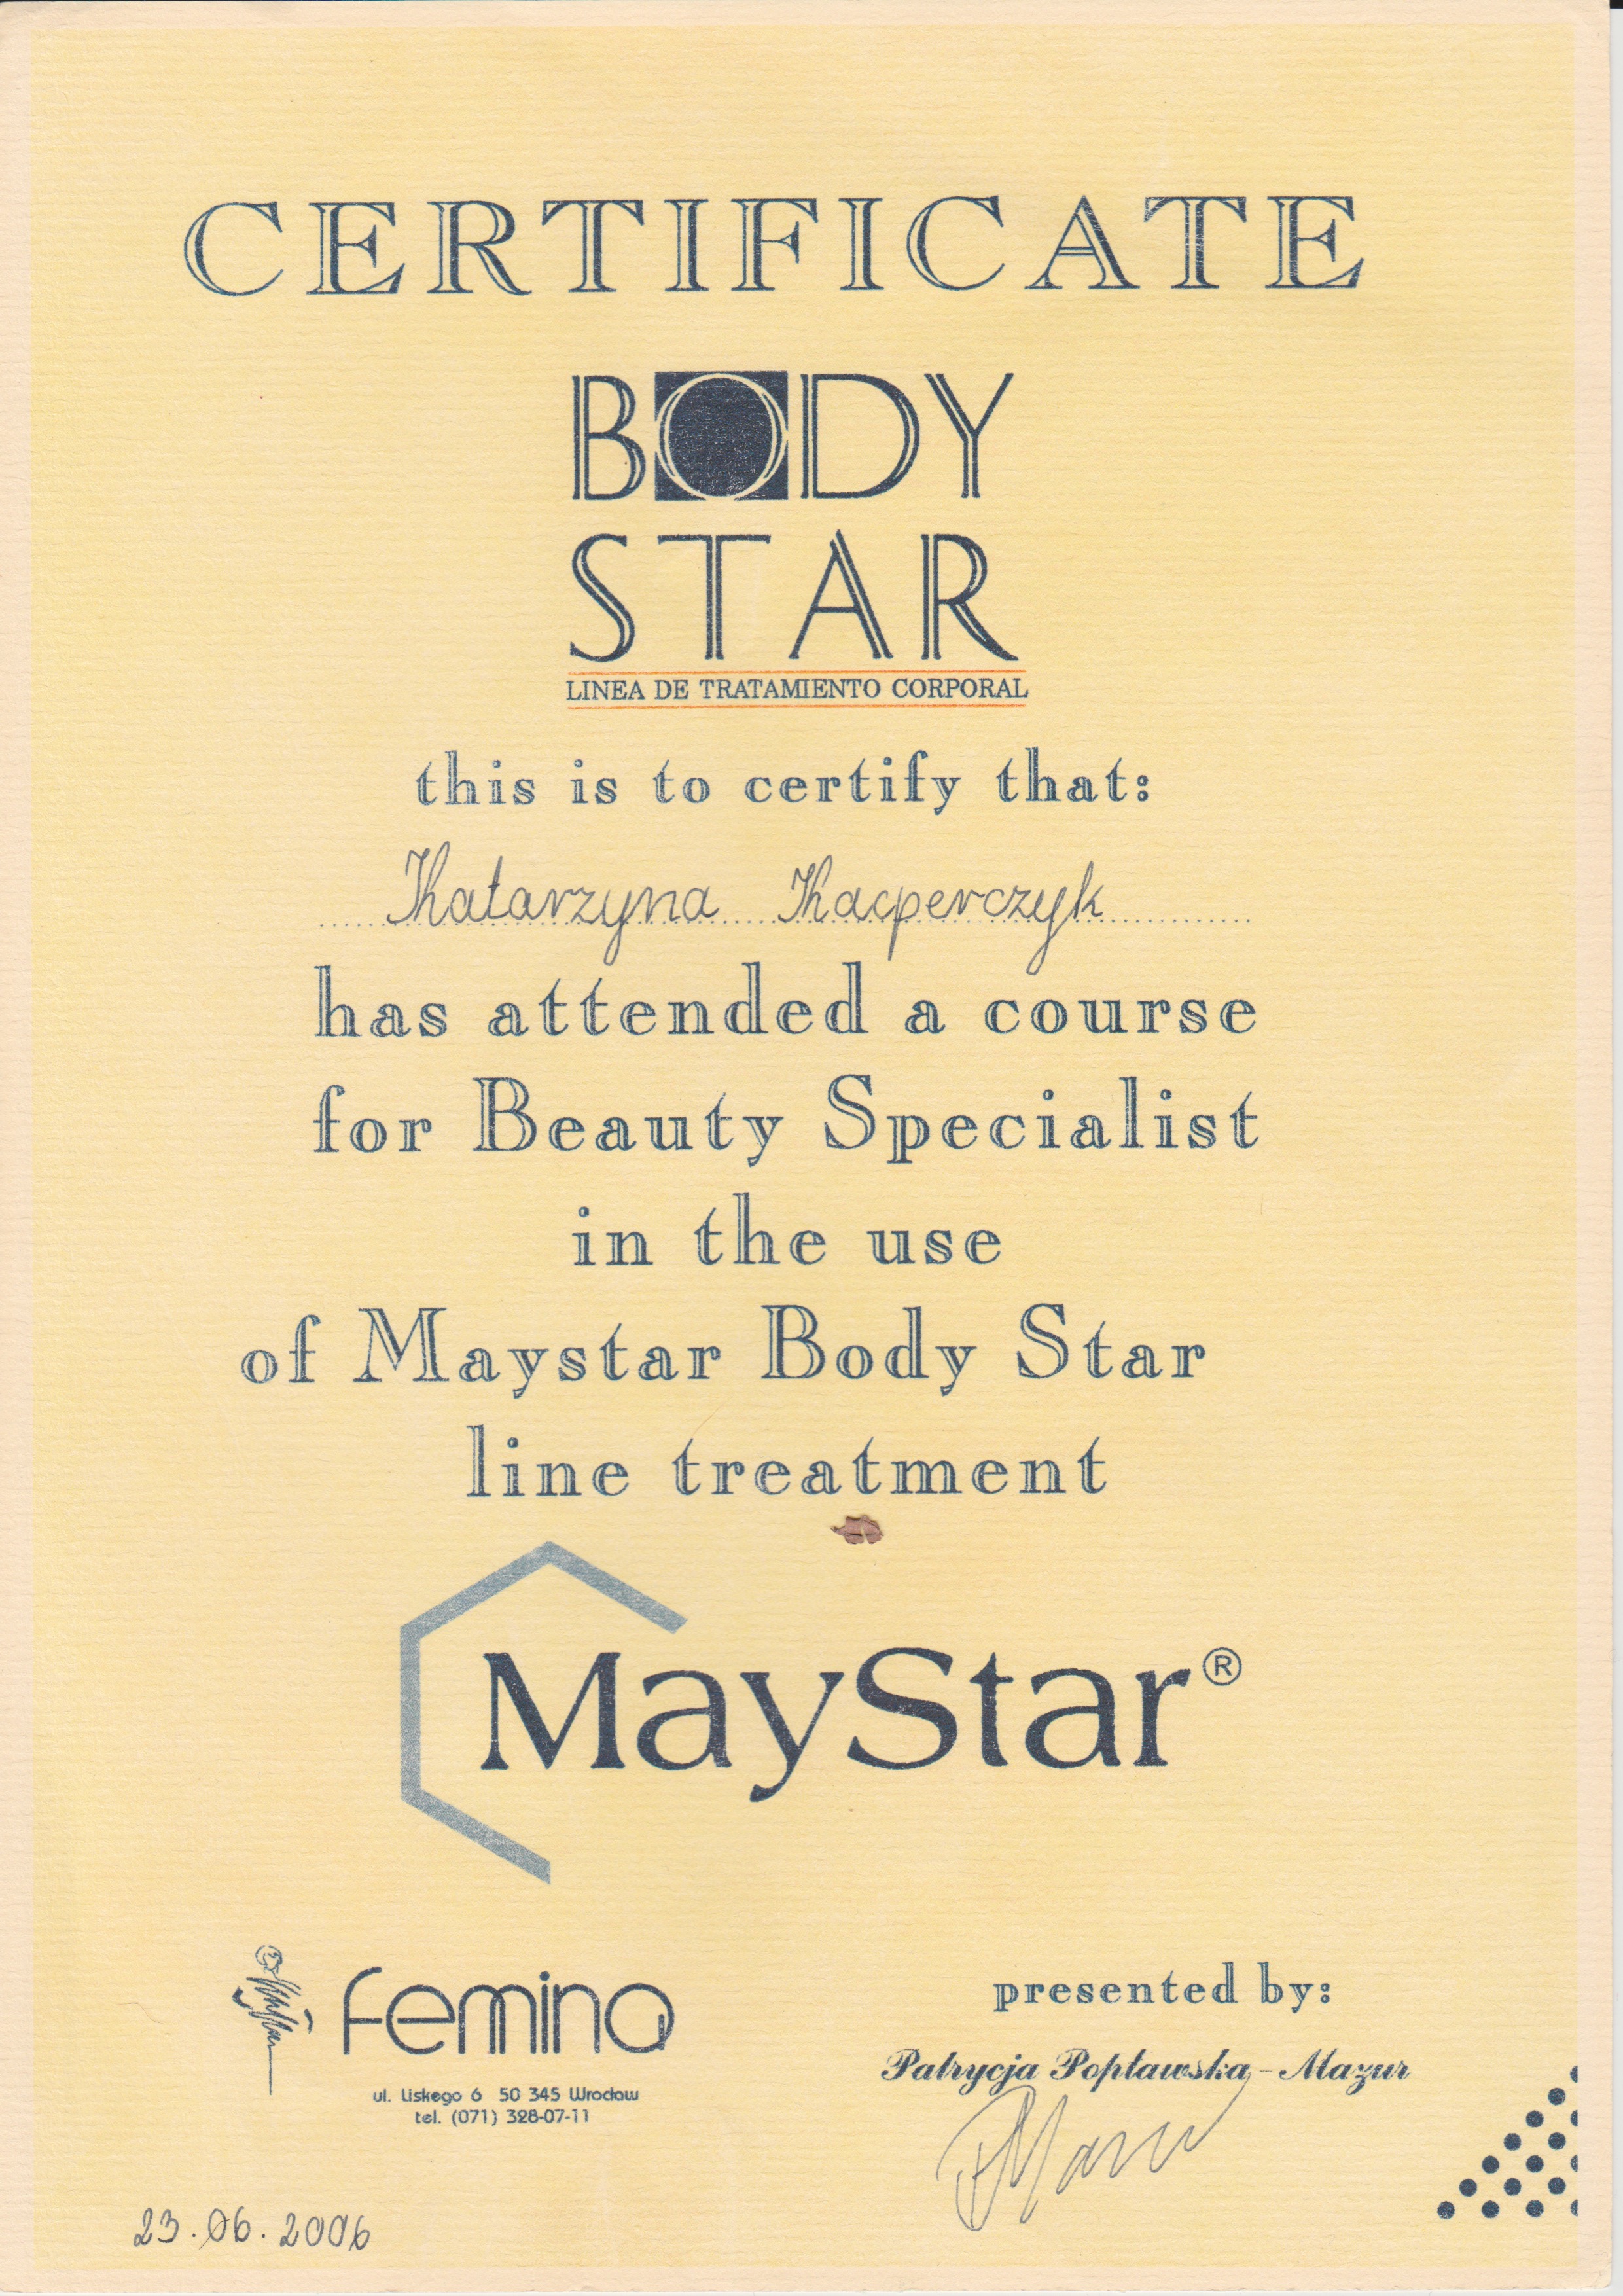 CERTIFICATE
BODY
STAR
LINEA DE TRATAMIENTO CORPORAL
this is to certify that:
Katarzyna Kacperczyk
has attended a course
for Beauty Specialist
in the use
of Maystar Body Star
line treatment
MayStar®
femina
ul. Liskego 6 50 345 Wrocław
tel. (071) 328-07-11
presented by:
Patrycja Popławska-Mazur
23.06.2006